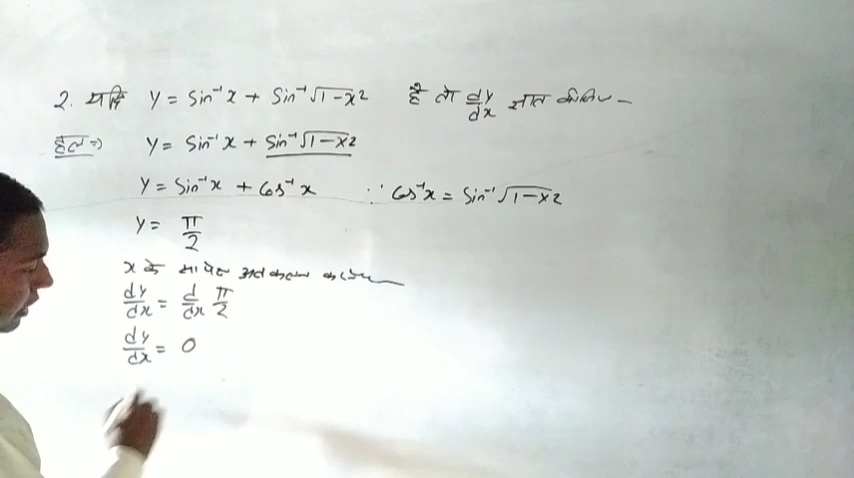 2. यदि y = sin⁻¹x + sin⁻¹√1-x2 है तो dy/dx ज्ञात कीजिए -
हल => y = sin⁻¹x + sin⁻¹√1-x2
y = sin⁻¹x + cos⁻¹x ∵ cos⁻¹x = sin⁻¹√1-x2
y = π/2
x के सापेक्ष अवकलन करने पर
dy/dx = d/dx π/2
dy/dx = 0